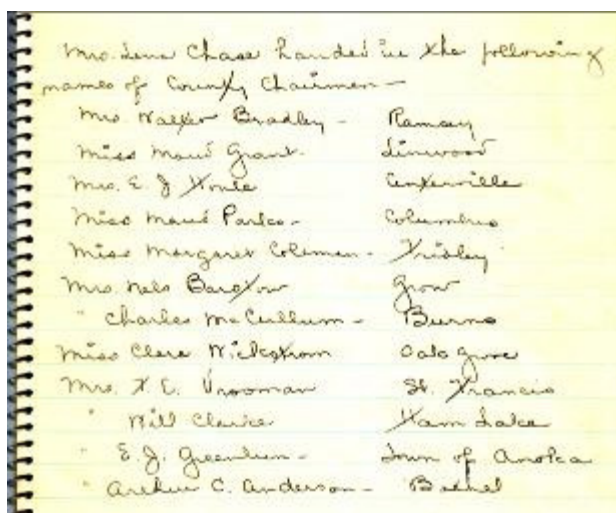 Mrs. Lena Chase handed in the following
names of County Chairmen -
Mrs. Walter Bradley - Ramsey
Miss Maud Grant - Linwood
Mrs. E. J. Houle Centerville
Miss Maud Parks - Columbus
Miss Margaret Coleman - Fridley
Mrs. Nels Barstow Grow
" Charles McCullum - Burns
Miss Clara Wickstrom Oak Grove
Mrs. F. E. Vrooman St. Francis
" Will Clarke Ham Lake
" E. J. Greenlun - Town of Anoka
" Arthur C. Anderson - Bethel